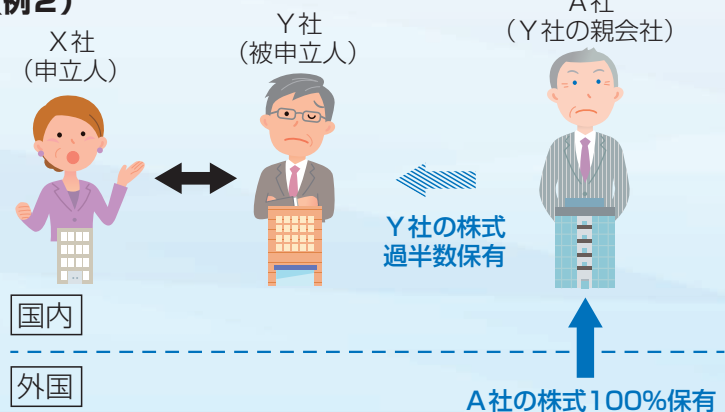 (例2)
X社
(申立人)
Y社
(被申立人)
A社
(Y社の親会社)
Y社の株式
過半数保有
国内
外国
A社の株式100%保有